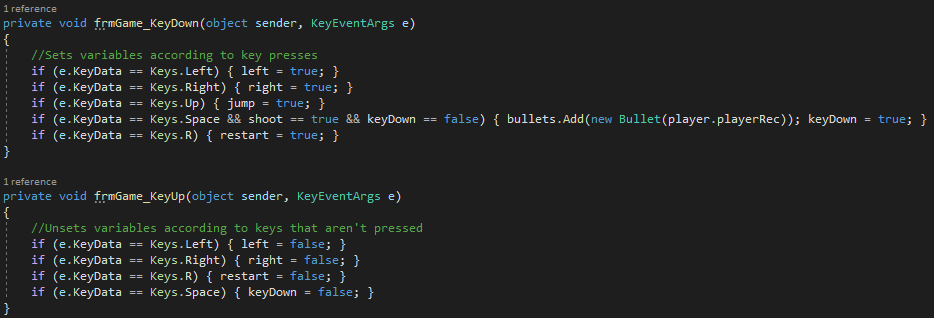 1 reference
private void frmGame_KeyDown(object sender, KeyEventArgs e)
{
//Sets variables according to key presses
if (e.KeyData == Keys.Left) { left = true; }
if (e.KeyData == Keys.Right) { right = true; }
if (e.KeyData == Keys.Up) { jump = true; }
if (e.KeyData == Keys.Space && shoot == true && keyDown == false) { bullets.Add(new Bullet(player.playerRec)); keyDown = true; }
if (e.KeyData == Keys.R) { restart = true; }
}
1 reference
private void frmGame_KeyUp(object sender, KeyEventArgs e)
{
//Unsets variables according to keys that aren't pressed
if (e.KeyData == Keys.Left) { left = false; }
if (e.KeyData == Keys.Right) { right = false; }
if (e.KeyData == Keys.R) { restart = false; }
if (e.KeyData == Keys.Space) { keyDown = false; }
}